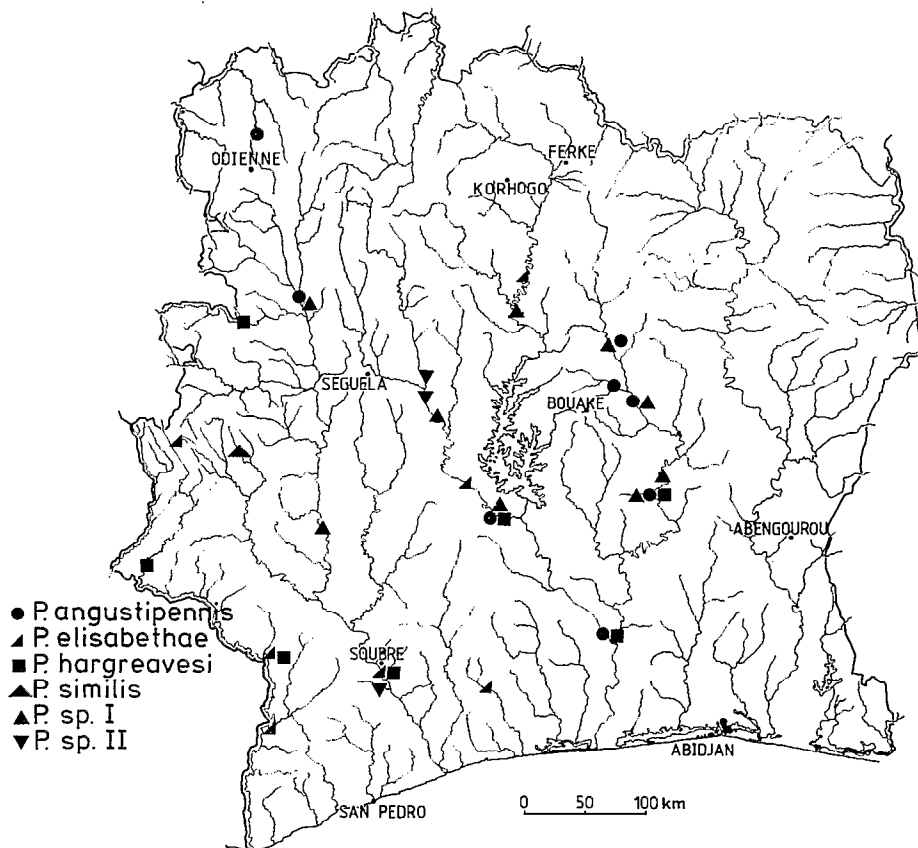 ODIENNE
FERKE
KORHOGO
SEGUELA
BOUAKE
ABENGOUROU
P. angustipennis
P. elisabethae
P. hargreavesi
P. similis
P. sp. I
P. sp. II
SOUBRE
ABIDJAN
SAN PEDRO
0 50 100 km